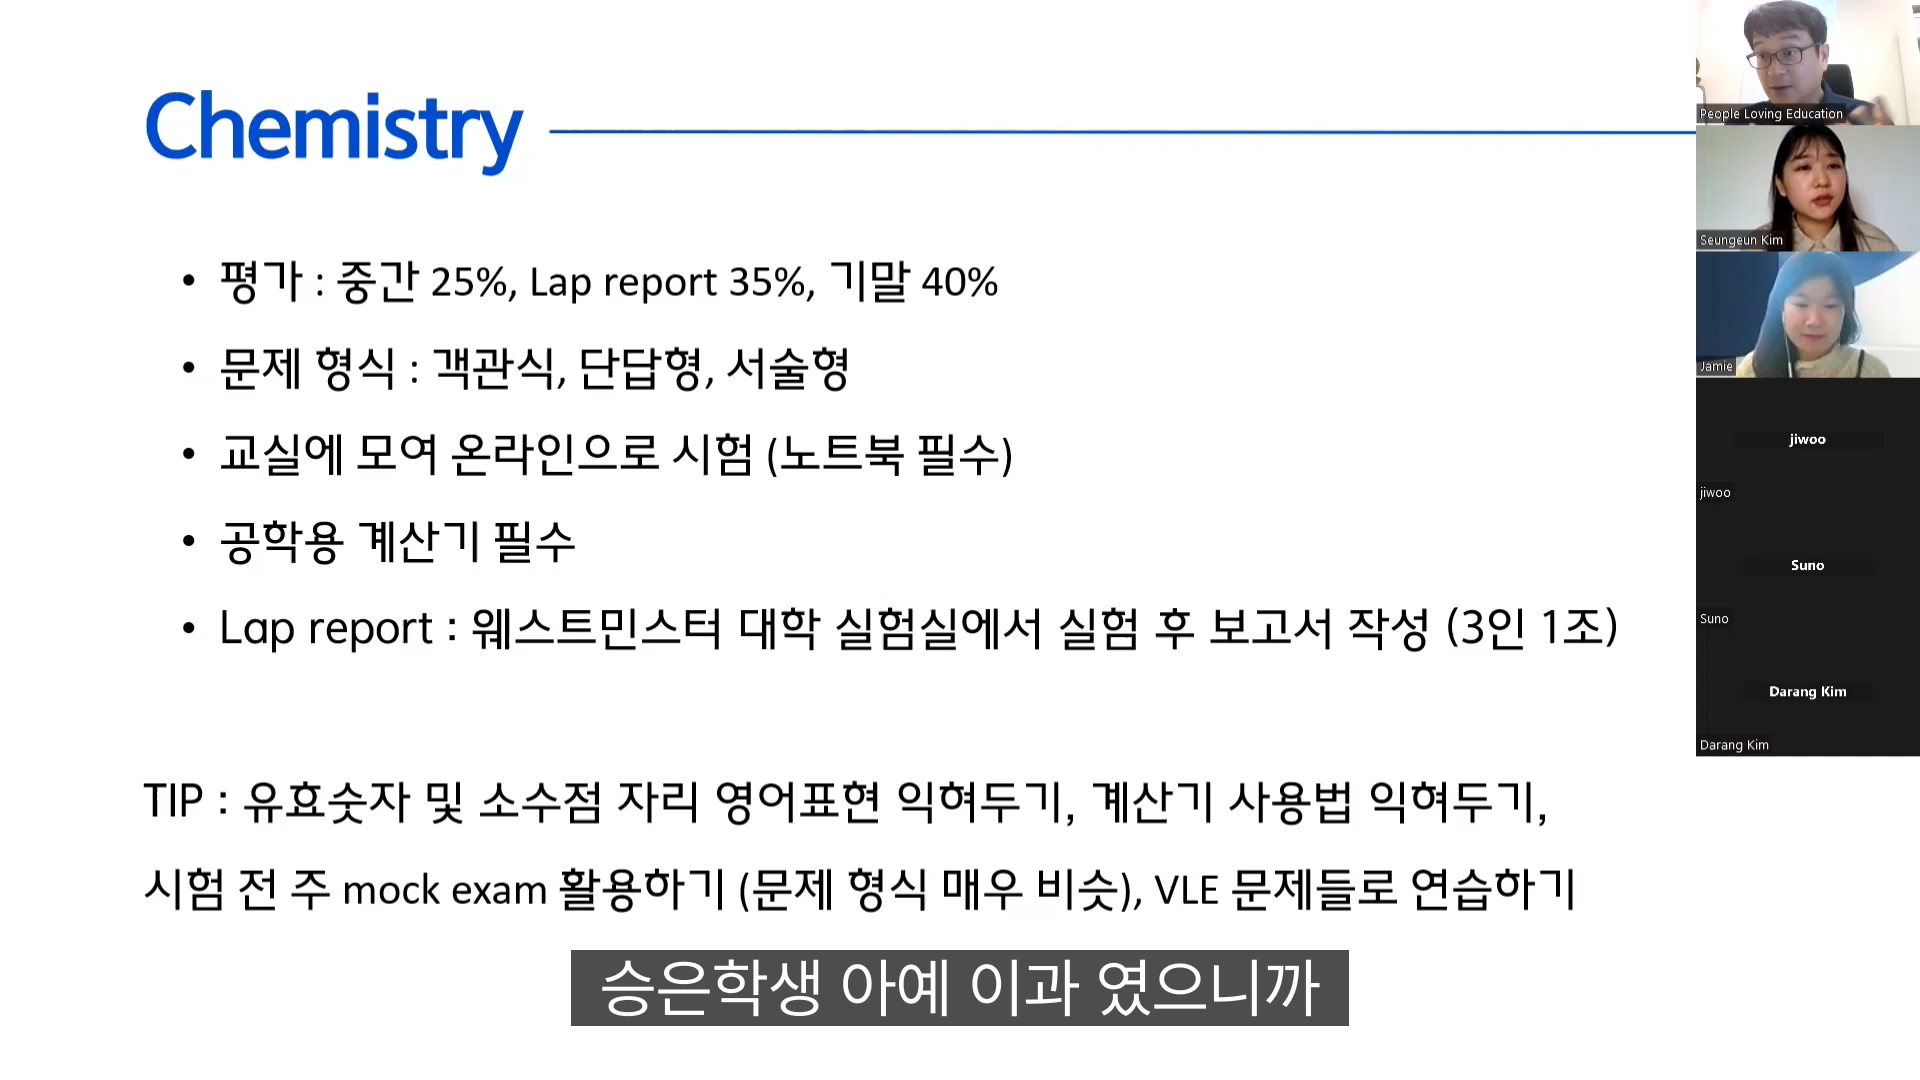 Chemistry
• 평가 : 중간 25%, Lap report 35%, 기말 40%
• 문제 형식 : 객관식, 단답형, 서술형
• 교실에 모여 온라인으로 시험 (노트북 필수)
• 공학용 계산기 필수
• Lap report : 웨스트민스터 대학 실험실에서 실험 후 보고서 작성 (3인 1조)
TIP : 유효숫자 및 소수점 자리 영어표현 익혀두기, 계산기 사용법 익혀두기,
시험 전 주 mock exam 활용하기 (문제 형식 매우 비슷), VLE 문제들로 연습하기
승은학생 아예 이과 였으니까
People Loving Education
Seungeun Kim
Jamie
jiwoo
jiwoo
Suno
Suno
Darang Kim
Darang Kim